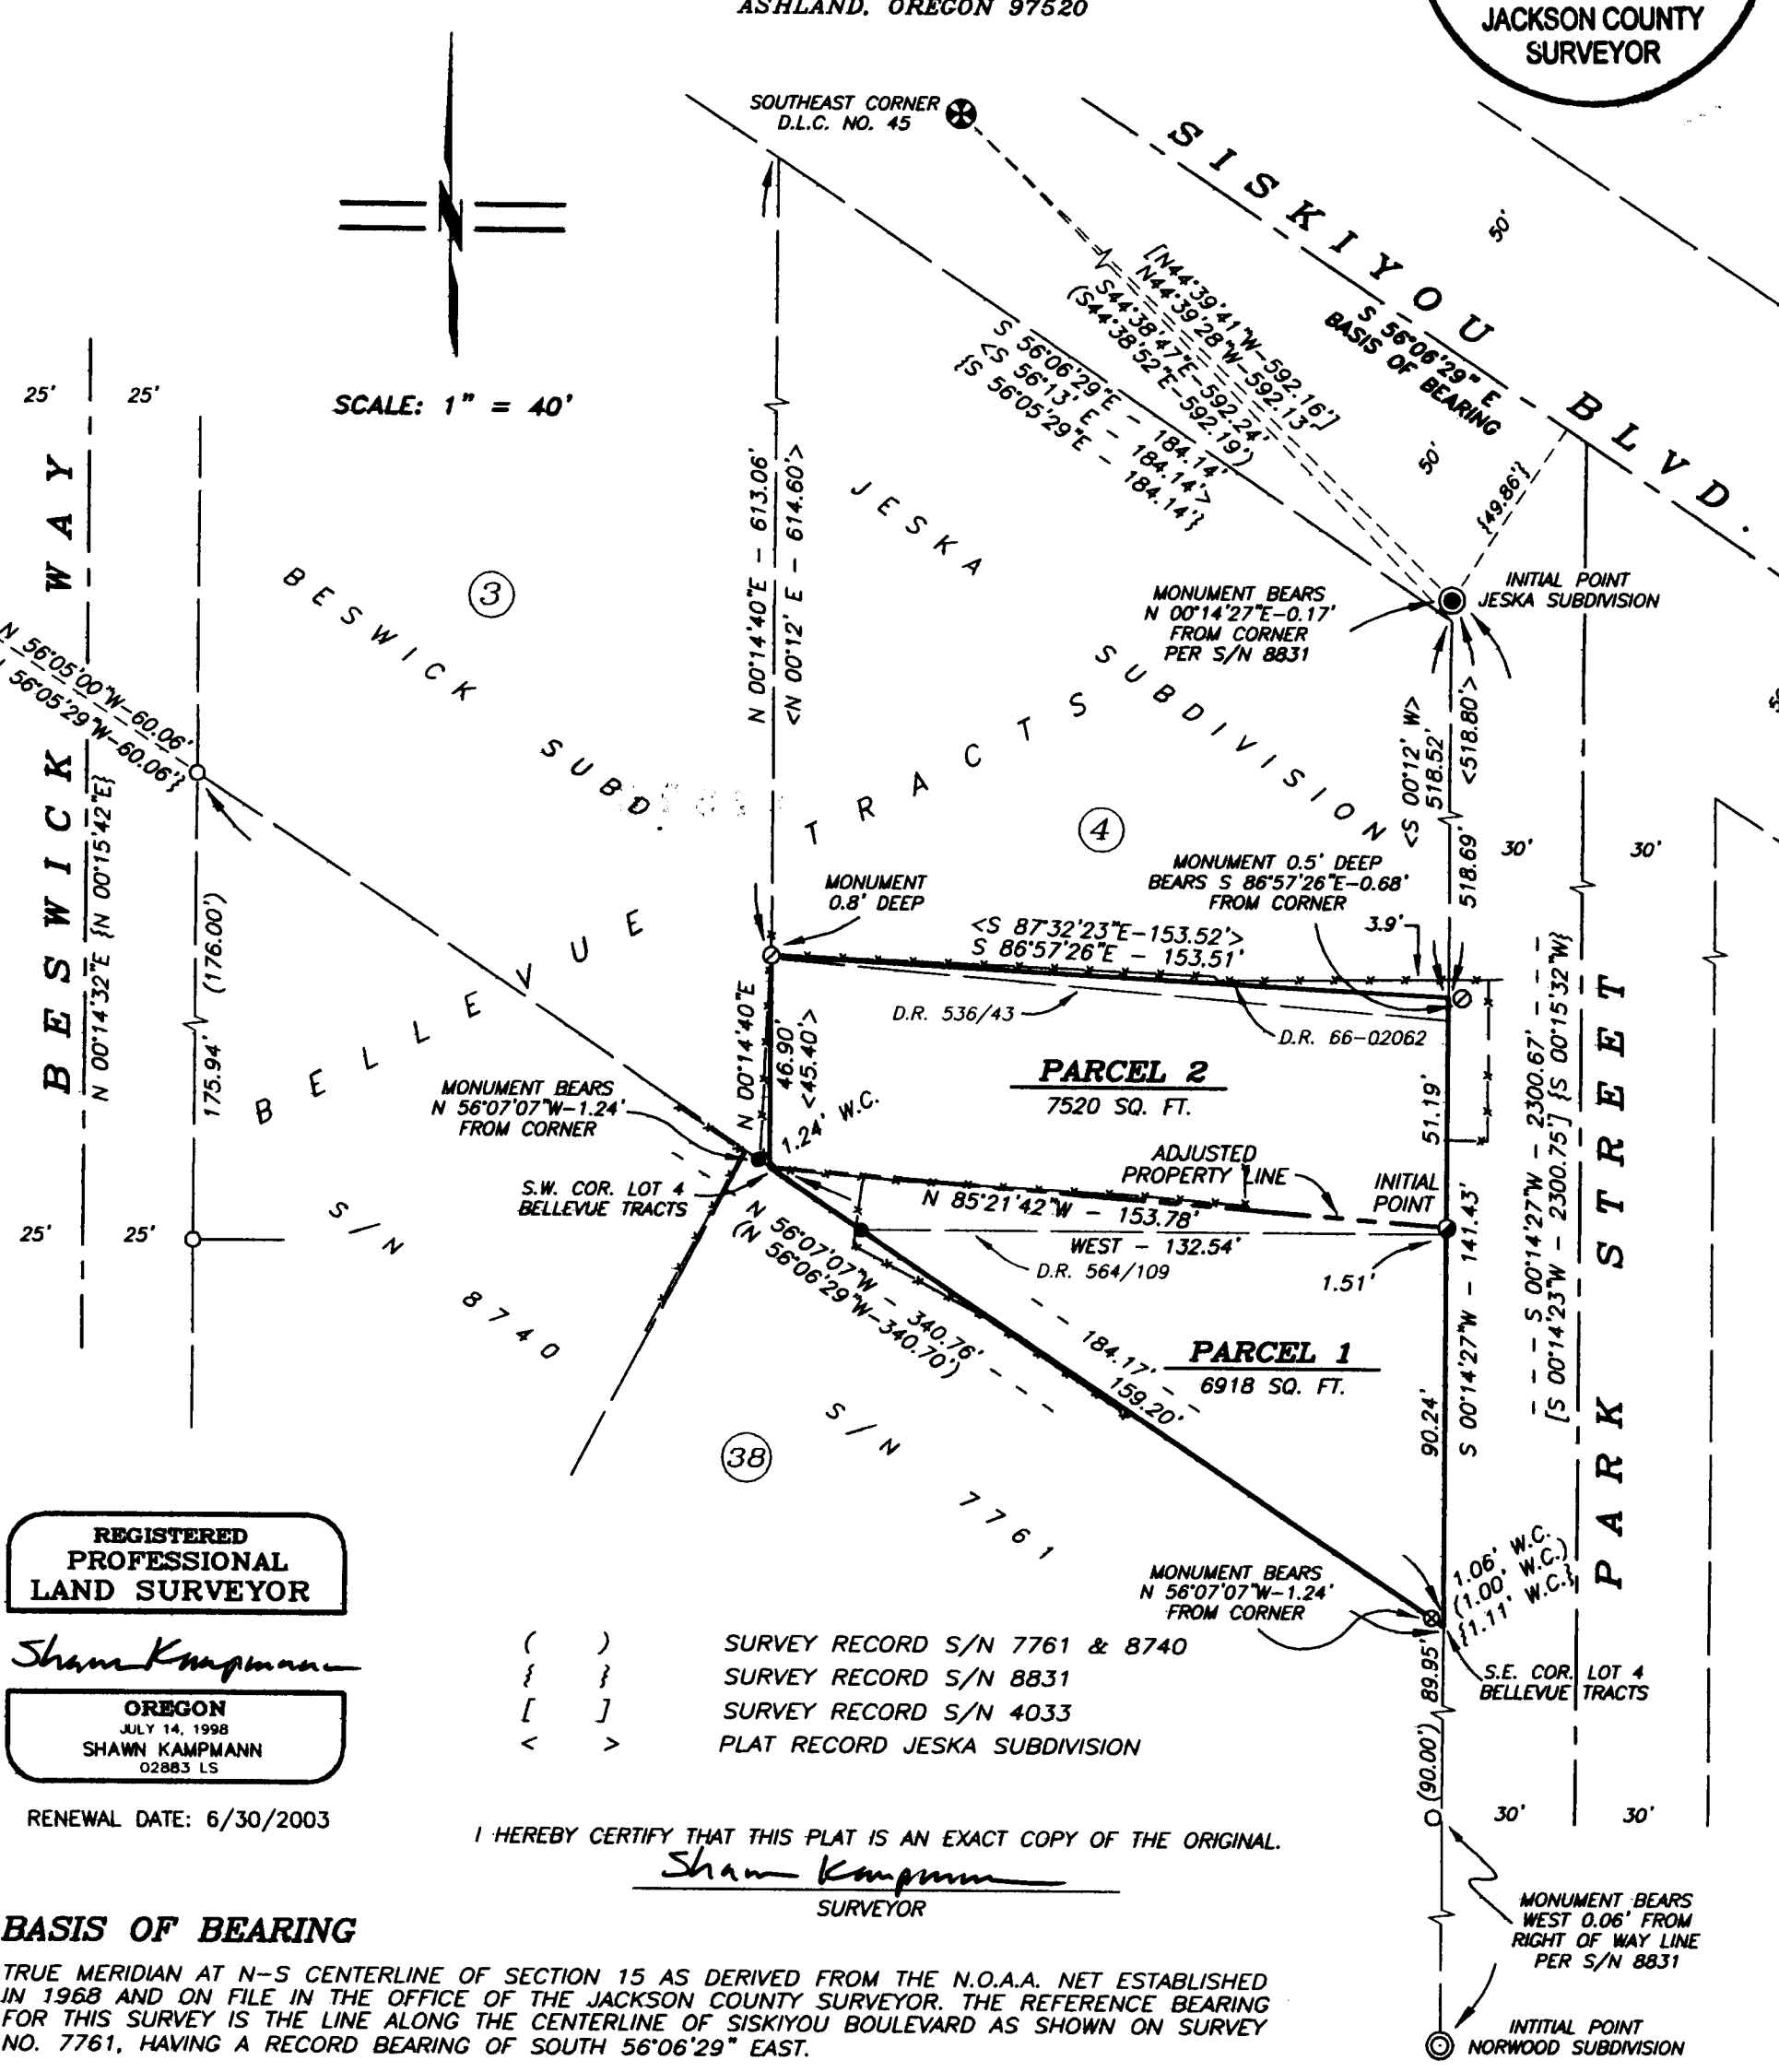 ASHLAND, OREGON 97520
JACKSON COUNTY
SURVEYOR
SOUTHEAST CORNER
D.L.C. NO. 45
SISKIYOU BLVD.
50'
S 56°06'29" E
BASIS OF BEARING
50'
{49.86'}
[N44°39'41"W-592.16']
N44°39'28"W-592.13'
S44°38'47"E-592.24'
(S44°38'52"E-592.19')
S 56°06'29"E - 184.14'
<S 56°13' E - 184.14'>
{S 56°05'29"E - 184.14'}
N
SCALE: 1" = 40'
25' 25'
BESWICK WAY
N 56°05'00"W-60.06'
56°05'29"W-60.06'}
N 00°14'32"E {N 00°15'42"E}
175.94' (176.00')
25' 25'
BESWICK SUBD.
3
N 00°14'40"E - 613.06'
<N 00°12' E - 614.60'>
JESKA SUBDIVISION
BELLEVUE TRACTS
4
MONUMENT BEARS
N 00°14'27"E-0.17'
FROM CORNER
PER S/N 8831
INITIAL POINT
JESKA SUBDIVISION
<S 00°12' W>
518.52'
<518.80'>
518.69'
30' 30'
MONUMENT 0.5' DEEP
BEARS S 86°57'26"E-0.68'
FROM CORNER
3.9'
MONUMENT
0.8' DEEP
<S 87°32'23"E-153.52'>
S 86°57'26"E - 153.51'
D.R. 536/43
D.R. 66-02062
N 00°14'40"E
46.90'
<45.40'>
1.24' W.C.
PARCEL 2
7520 SQ. FT.
51.19'
MONUMENT BEARS
N 56°07'07"W-1.24'
FROM CORNER
S.W. COR. LOT 4
BELLEVUE TRACTS
ADJUSTED
PROPERTY LINE
INITIAL
POINT
N 85°21'42"W - 153.78'
WEST - 132.54'
D.R. 564/109
1.51'
N 56°07'07"W - 340.76'
(N 56°06'29"W-340.70')
184.17'
159.20'
PARCEL 1
6918 SQ. FT.
90.24'
S 00°14'27"W - 141.43'
S 00°14'27"W - 2300.67'
[S 00°14'23"W - 2300.75'] {S 00°15'32"W}
PARK STREET
S/N 8740
S/N 7761
38
MONUMENT BEARS
N 56°07'07"W-1.24'
FROM CORNER
1.06' W.C.
(1.00' W.C.)
{1.11' W.C.}
S.E. COR. LOT 4
BELLEVUE TRACTS
(90.00') 89.95'
30' 30'
MONUMENT BEARS
WEST 0.06' FROM
RIGHT OF WAY LINE
PER S/N 8831
INTITIAL POINT
NORWOOD SUBDIVISION
REGISTERED
PROFESSIONAL
LAND SURVEYOR
Shawn Kampmann
OREGON
JULY 14, 1998
SHAWN KAMPMANN
02883 LS
RENEWAL DATE: 6/30/2003
( ) SURVEY RECORD S/N 7761 & 8740
{ } SURVEY RECORD S/N 8831
[ ] SURVEY RECORD S/N 4033
< > PLAT RECORD JESKA SUBDIVISION
I HEREBY CERTIFY THAT THIS PLAT IS AN EXACT COPY OF THE ORIGINAL.
Shawn Kampmann
SURVEYOR
BASIS OF BEARING
TRUE MERIDIAN AT N-S CENTERLINE OF SECTION 15 AS DERIVED FROM THE N.O.A.A. NET ESTABLISHED
IN 1968 AND ON FILE IN THE OFFICE OF THE JACKSON COUNTY SURVEYOR. THE REFERENCE BEARING
FOR THIS SURVEY IS THE LINE ALONG THE CENTERLINE OF SISKIYOU BOULEVARD AS SHOWN ON SURVEY
NO. 7761, HAVING A RECORD BEARING OF SOUTH 56°06'29" EAST.